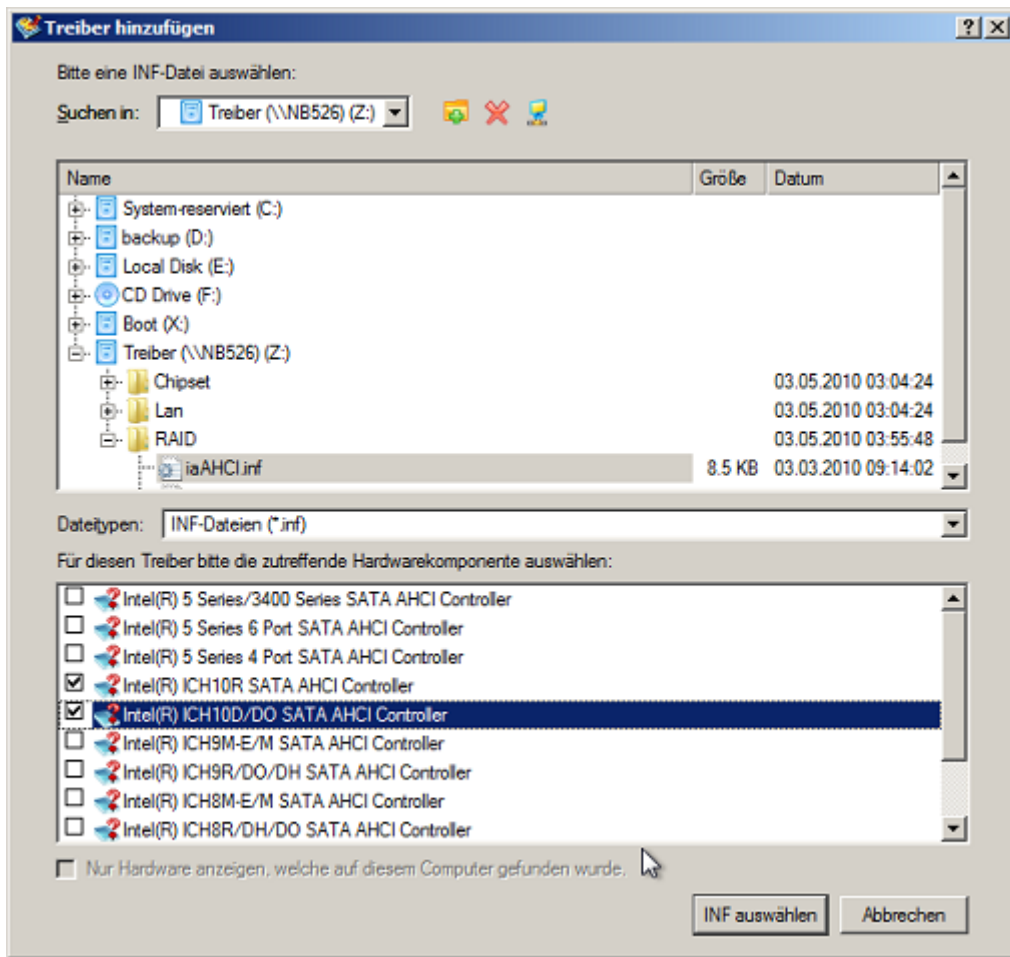 Treiber hinzufügen
Bitte eine INF-Datei auswählen:
Suchen in: Treiber (\\NB526) (Z:)
Name Größe Datum
System-reserviert (C:)
backup (D:)
Local Disk (E:)
CD Drive (F:)
Boot (X:)
Treiber (\\NB526) (Z:)
Chipset 03.05.2010 03:04:24
Lan 03.05.2010 03:04:24
RAID 03.05.2010 03:55:48
iaAHCI.inf 8.5 KB 03.03.2010 09:14:02
Dateitypen: INF-Dateien (*.inf)
Für diesen Treiber bitte die zutreffende Hardwarekomponente auswählen:
Intel(R) 5 Series/3400 Series SATA AHCI Controller
Intel(R) 5 Series 6 Port SATA AHCI Controller
Intel(R) 5 Series 4 Port SATA AHCI Controller
Intel(R) ICH10R SATA AHCI Controller
Intel(R) ICH10D/DO SATA AHCI Controller
Intel(R) ICH9M-E/M SATA AHCI Controller
Intel(R) ICH9R/DO/DH SATA AHCI Controller
Intel(R) ICH8M-E/M SATA AHCI Controller
Intel(R) ICH8R/DH/DO SATA AHCI Controller
Nur Hardware anzeigen, welche auf diesem Computer gefunden wurde.
INF auswählen Abbrechen